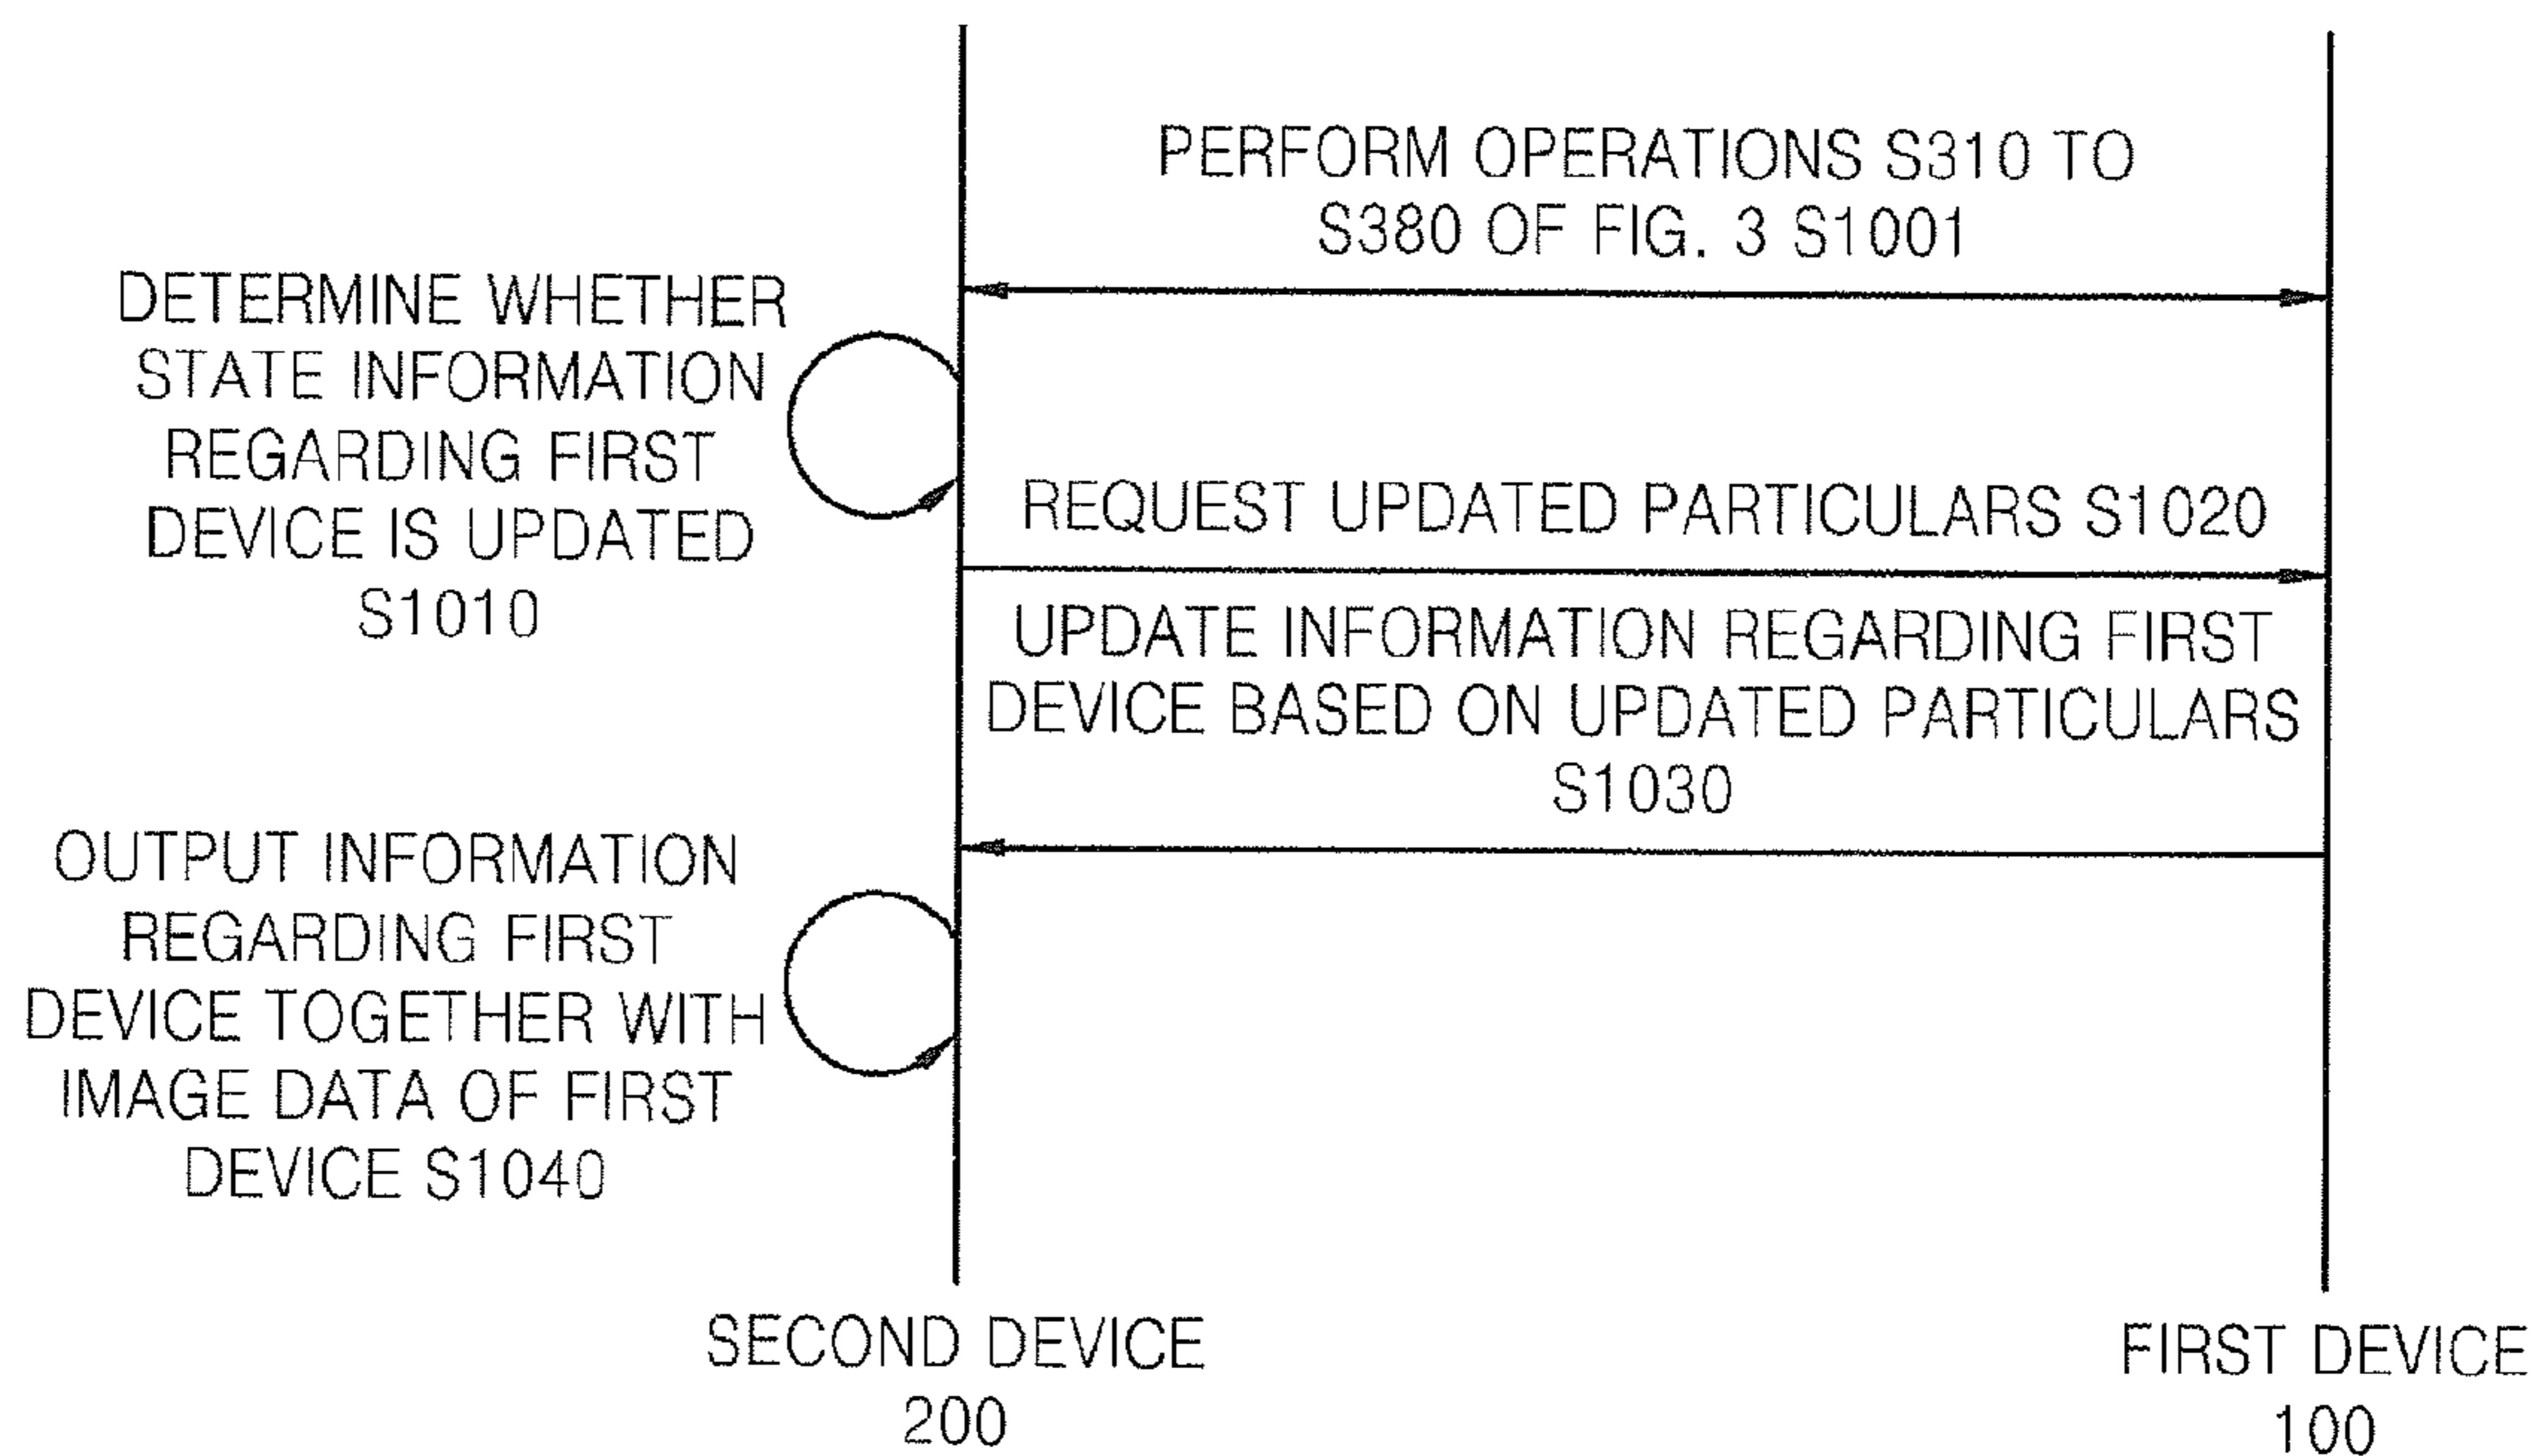 PERFORM OPERATIONS S310 TO
S380 OF FIG. 3 S1001
DETERMINE WHETHER
STATE INFORMATION
REGARDING FIRST
DEVICE IS UPDATED
S1010
REQUEST UPDATED PARTICULARS S1020
UPDATE INFORMATION REGARDING FIRST
DEVICE BASED ON UPDATED PARTICULARS
S1030
OUTPUT INFORMATION
REGARDING FIRST
DEVICE TOGETHER WITH
IMAGE DATA OF FIRST
DEVICE S1040
SECOND DEVICE
200
FIRST DEVICE
100